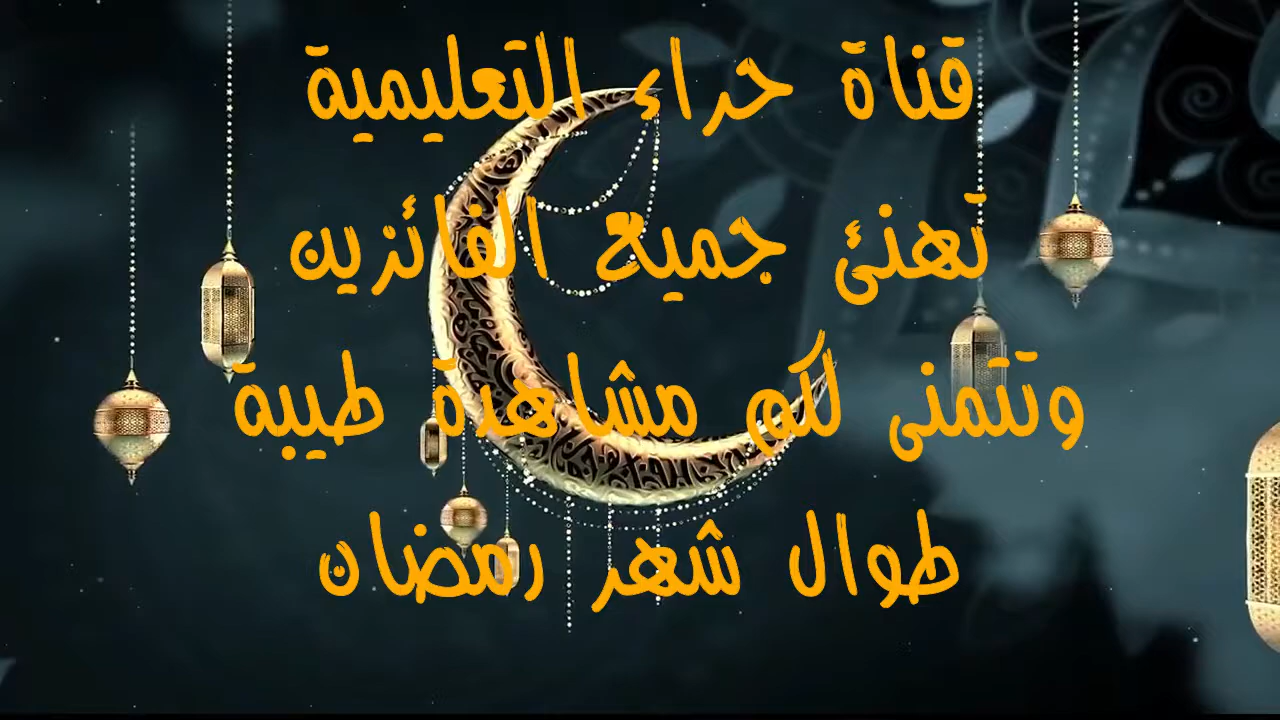 قناة حراء التعليمية
تهنئ جميع الفائزين
وتتمنى لكم مشاهدة طيبة
طوال شهر رمضان